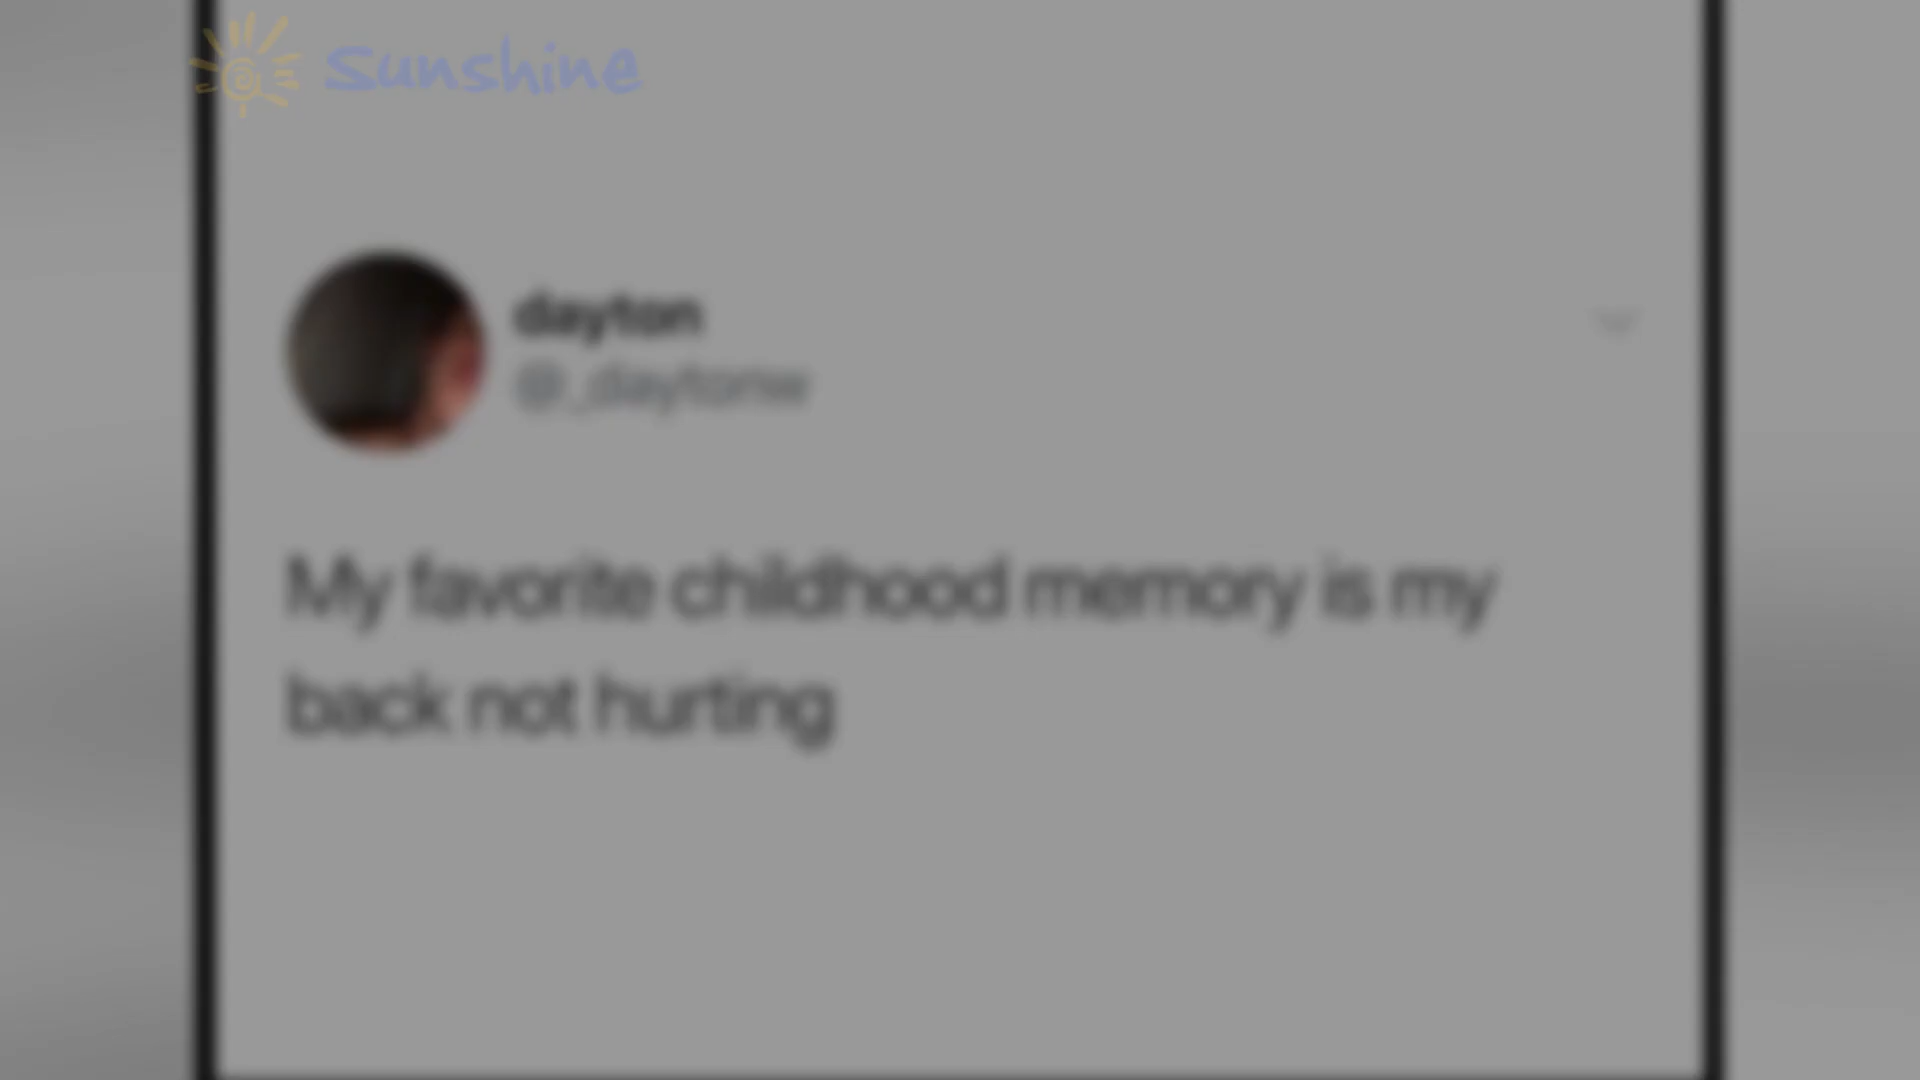 Sunshine
dayton
@_daytonw
My favorite childhood memory is my
back not hurting